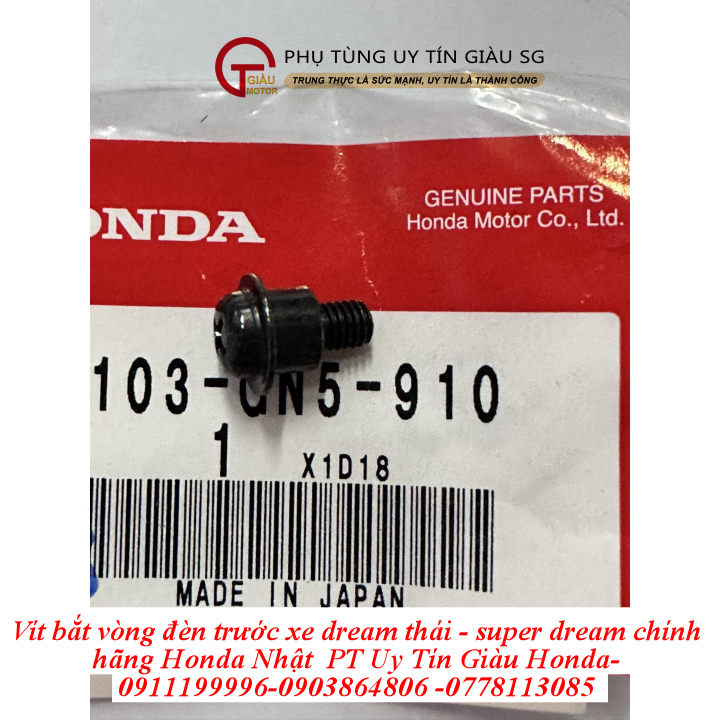 PHỤ TÙNG UY TÍN GIÀU SG
GIÀU
MOTOR
TRUNG THỰC LÀ SỨC MẠNH, UY TÍN LÀ THÀNH CÔNG
GENUINE PARTS
Honda Motor Co., Ltd.
ONDA
103-GN5-910
1 X1D18
MADE IN JAPAN
Vít bắt vòng đèn trước xe dream thái - super dream chính
hãng Honda Nhật PT Uy Tín Giàu Honda-
0911199996-0903864806 -0778113085